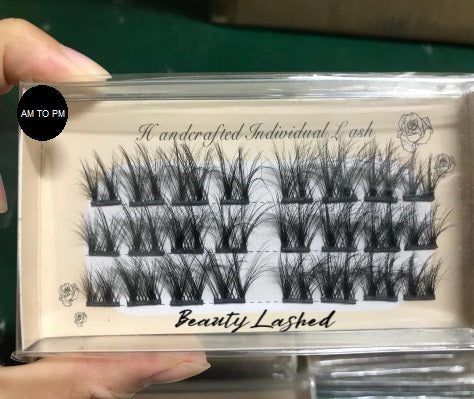 AM TO PM
Handcrafted Individual Lash
Beauty Lashed